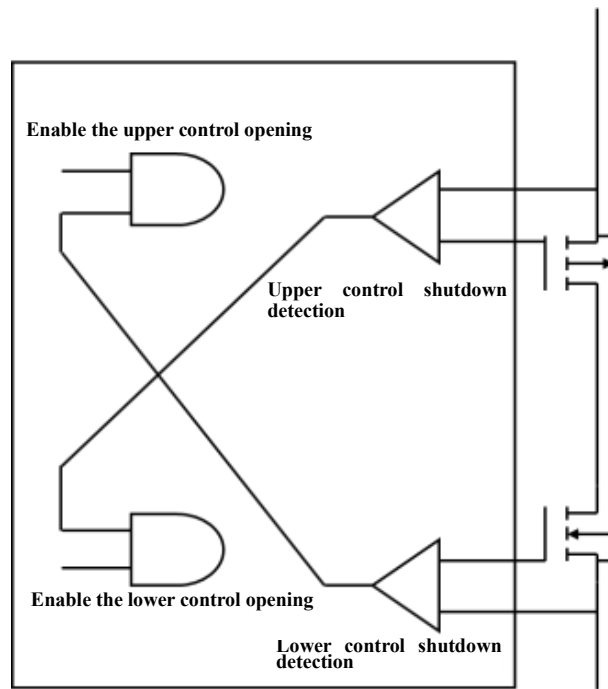 Enable the upper control opening
Upper control shutdown
detection
Enable the lower control opening
Lower control shutdown
detection